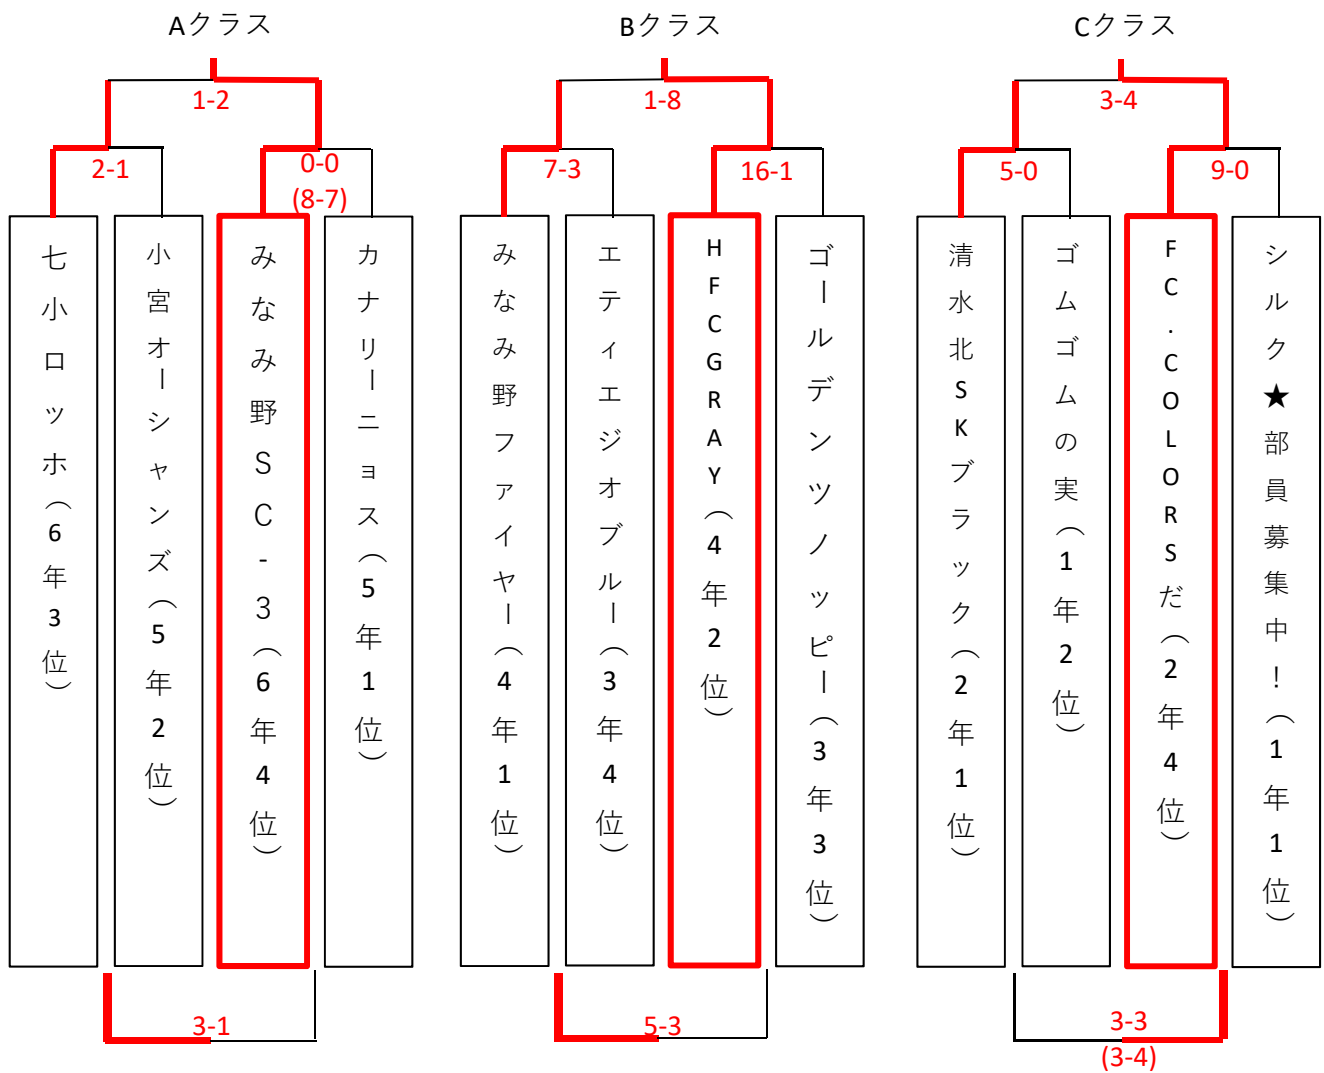 Aクラス
1-2
2-1
0-0
(8-7)
七小ロッホ(6年3位)
小宮オーシャンズ(5年2位)
みなみ野SC-3(6年4位)
カナリーニョス(5年1位)
3-1
Bクラス
1-8
7-3
16-1
みなみ野ファイヤー(4年1位)
エティエジオブルー(3年4位)
HFCGRAY(4年2位)
ゴールデンツノッピー(3年3位)
5-3
Cクラス
3-4
5-0
9-0
清水北SKブラック(2年1位)
ゴムゴムの実(1年2位)
FC.COLORSだ(2年4位)
シルク★部員募集中!(1年1位)
3-3
(3-4)